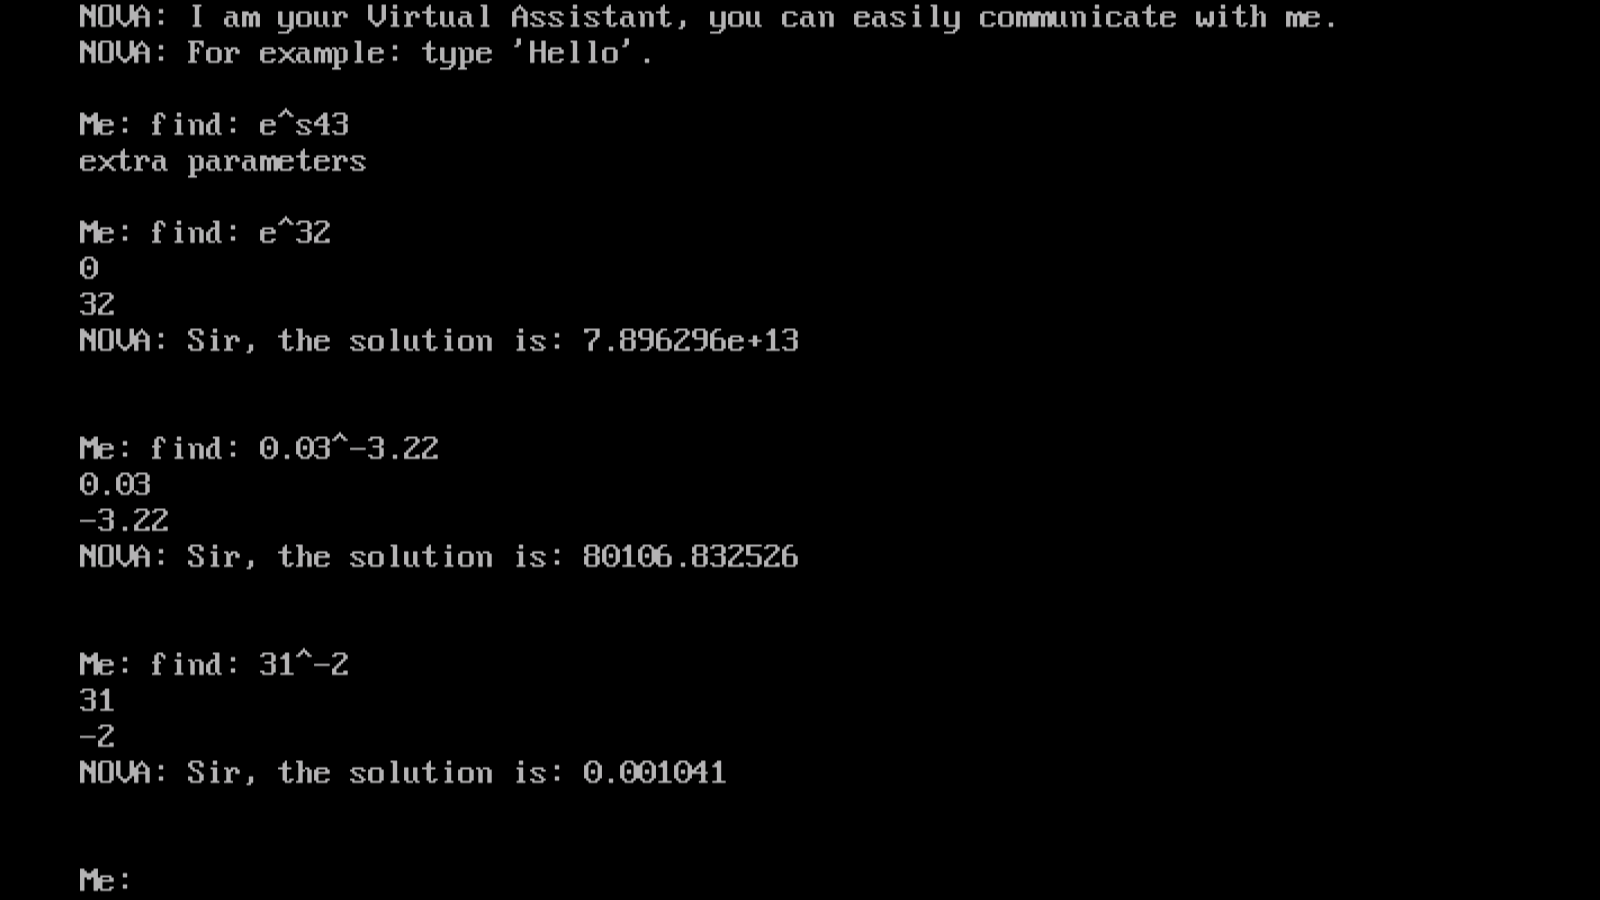 NOVA: I am your Virtual Assistant, you can easily communicate with me.
NOVA: For example: type 'Hello'.
Me: find: e^s43
extra parameters
Me: find: e^32
0
32
NOVA: Sir, the solution is: 7.896296e+13
Me: find: 0.03^-3.22
0.03
-3.22
NOVA: Sir, the solution is: 80106.832526
Me: find: 31^-2
31
-2
NOVA: Sir, the solution is: 0.001041
Me: